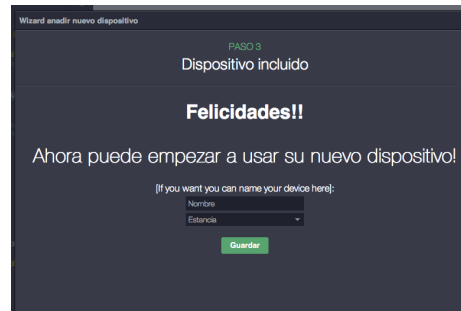 Wizard anadir nuevo dispositivo
PASO 3
Dispositivo incluido
Felicidades!!
Ahora puede empezar a usar su nuevo dispositivo!
[If you want you can name your device here]:
Nombre
Estancia
Guardar